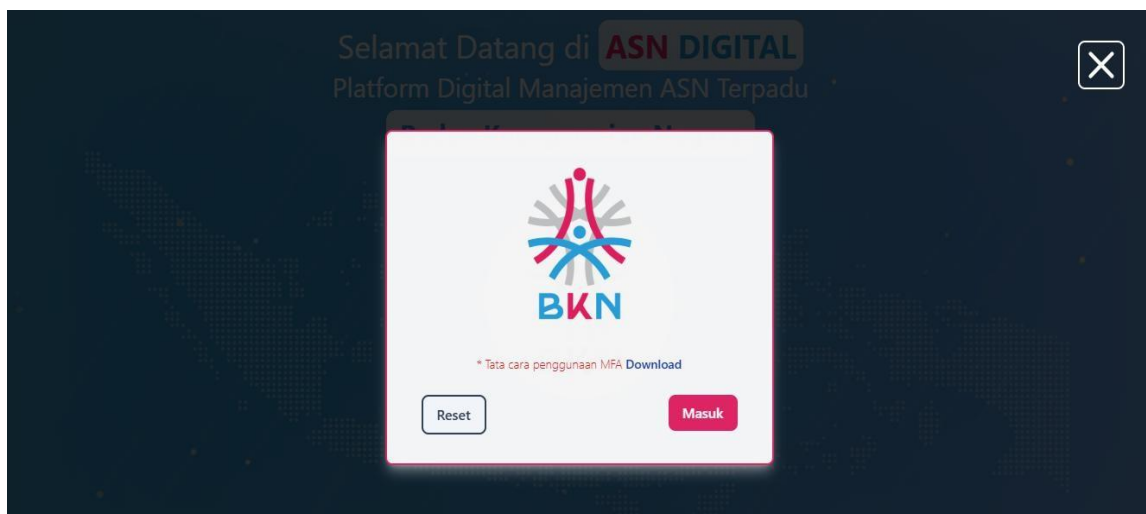 Selamat Datang di ASN DIGITAL
Platform Digital Manajemen ASN Terpadu
BKN
* Tata cara penggunaan MFA Download
Reset
Masuk